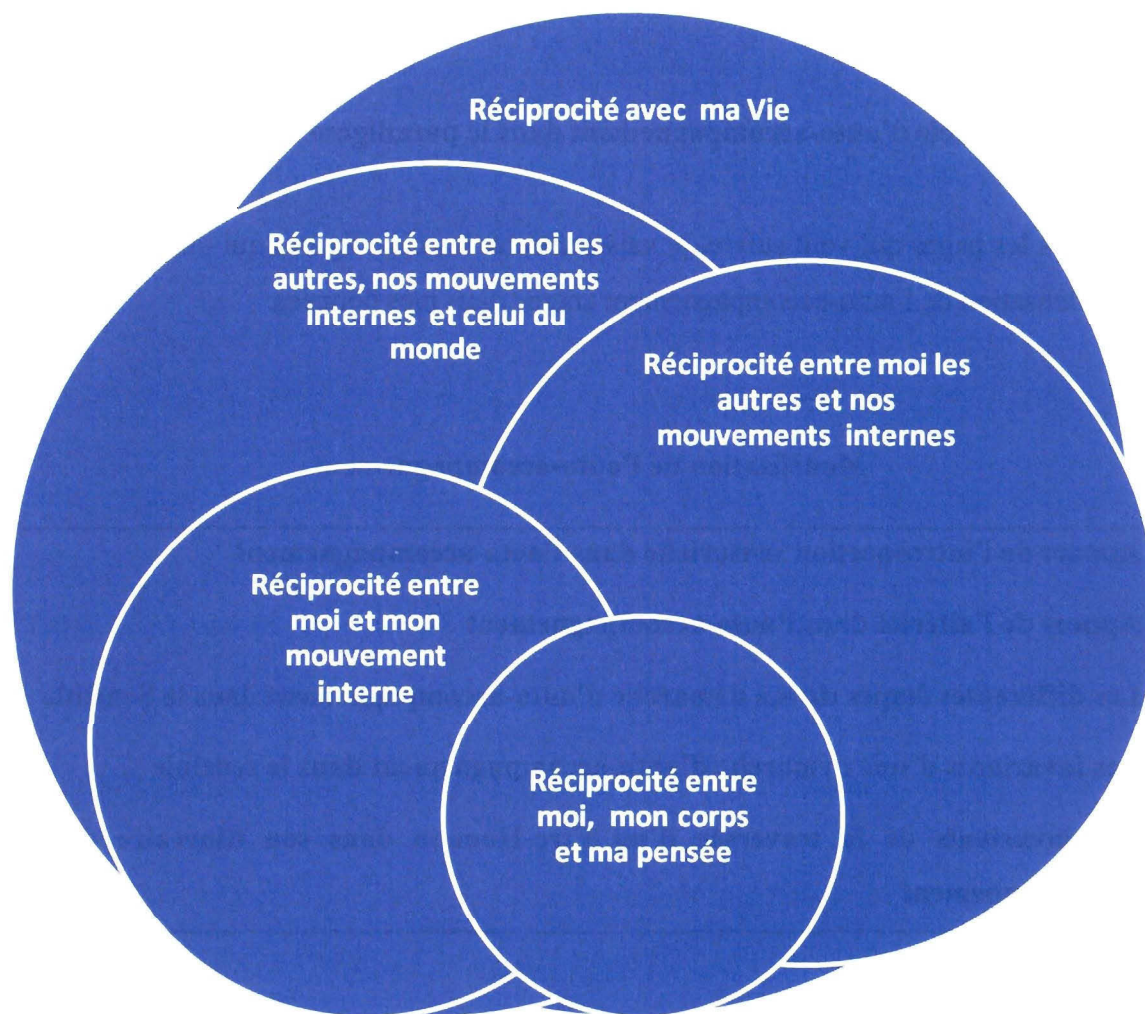 Réciprocité avec ma Vie
Réciprocité entre moi les
autres, nos mouvements
internes et celui du
monde
Réciprocité entre moi les
autres et nos
mouvements internes
Réciprocité entre
moi et mon
mouvement
interne
Réciprocité entre
moi, mon corps
et ma pensée